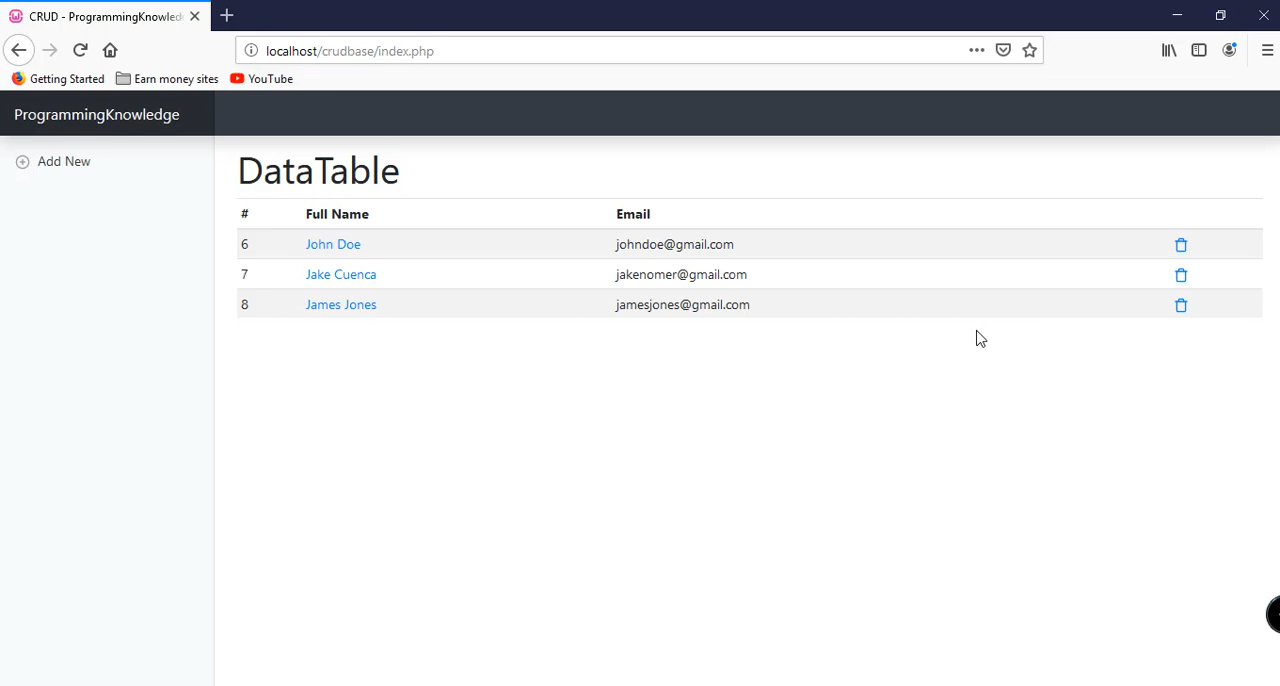 CRUD - ProgrammingKnowled
localhost/crudbase/index.php
Getting Started Earn money sites YouTube
ProgrammingKnowledge
Add New
DataTable
# Full Name Email
6 John Doe johndoe@gmail.com
7 Jake Cuenca jakenomer@gmail.com
8 James Jones jamesjones@gmail.com